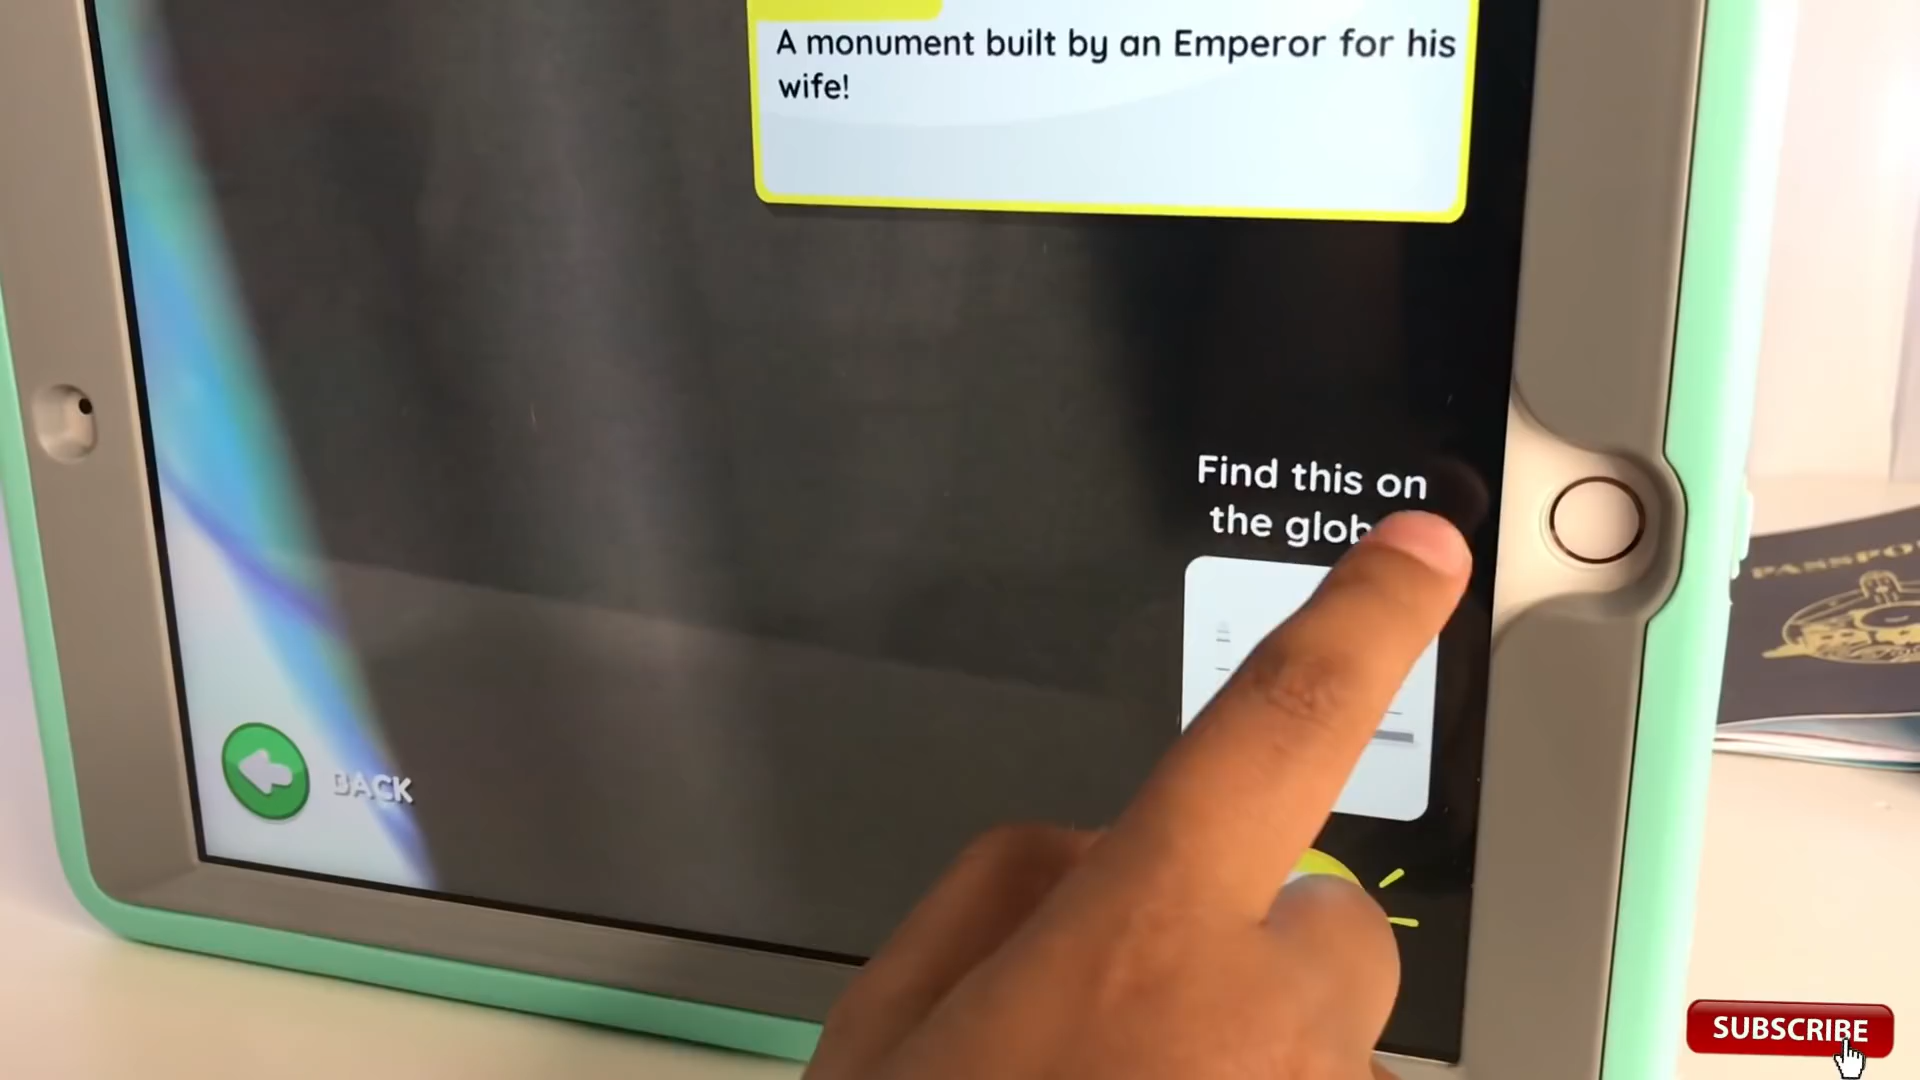 A monument built by an Emperor for his
wife!
Find this on
the glob
BACK
SUBSCRIBE